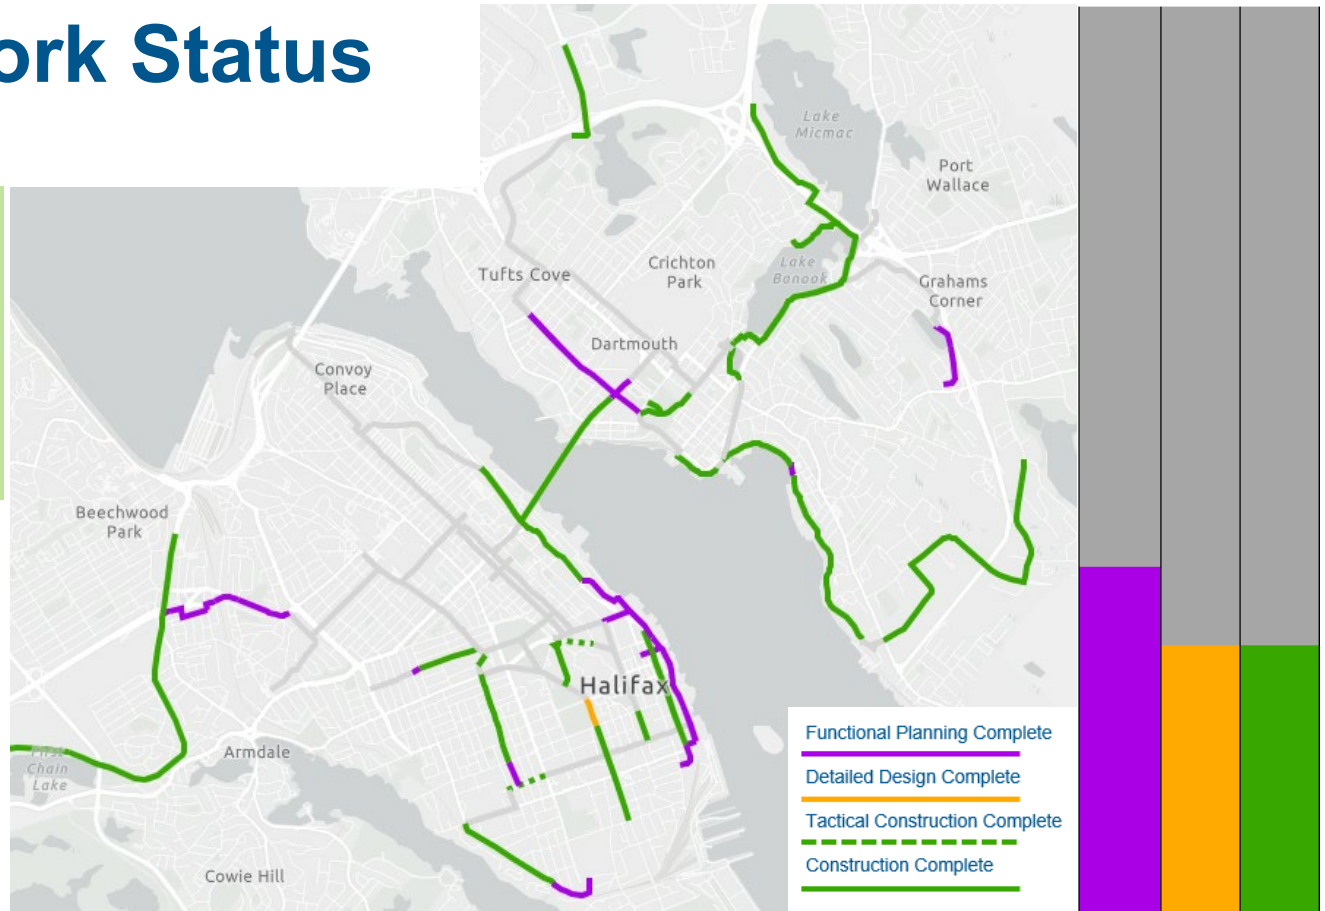 ork Status
Lake
Micmac
Port
Wallace
Tufts Cove
Crichton
Park
Lake
Banook
Grahams
Corner
Dartmouth
Convoy
Place
Beechwood
Park
Halifax
First
Chain
Lake
Armdale
Cowie Hill
Functional Planning Complete
Detailed Design Complete
Tactical Construction Complete
Construction Complete